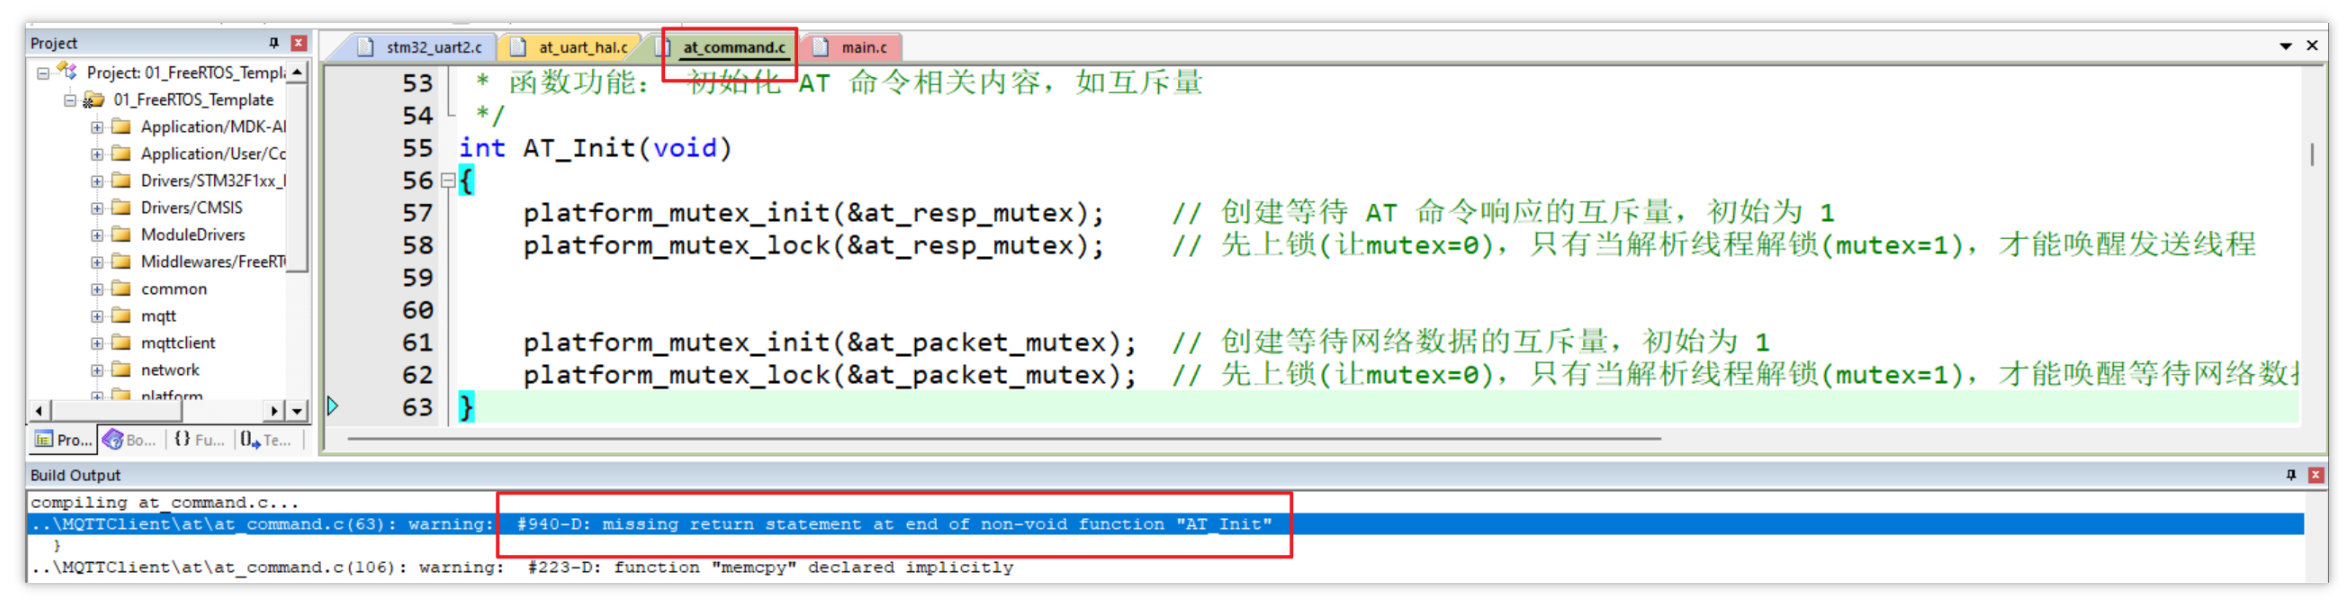 Project
Project: 01_FreeRTOS_Templ
01_FreeRTOS_Template
Application/MDK-A
Application/User/Co
Drivers/STM32F1xx_
Drivers/CMSIS
ModuleDrivers
Middlewares/FreeRT
common
mqtt
mqttclient
network
platform
Pro... Bo... {} Fu... Te...
stm32_uart2.c at_uart_hal.c at_command.c main.c
53 * 函数功能： 初始化 AT 命令相关内容，如互斥量
54 */
55 int AT_Init(void)
56 {
57 platform_mutex_init(&at_resp_mutex); // 创建等待 AT 命令响应的互斥量，初始为 1
58 platform_mutex_lock(&at_resp_mutex); // 先上锁(让mutex=0)，只有当解析线程解锁(mutex=1)，才能唤醒发送线程
59
60
61 platform_mutex_init(&at_packet_mutex); // 创建等待网络数据的互斥量，初始为 1
62 platform_mutex_lock(&at_packet_mutex); // 先上锁(让mutex=0)，只有当解析线程解锁(mutex=1)，才能唤醒等待网络数
63 }
Build Output
compiling at_command.c...
..\MQTTClient\at\at_command.c(63): warning:  #940-D: missing return statement at end of non-void function "AT_Init"
}
..\MQTTClient\at\at_command.c(106): warning:  #223-D: function "memcpy" declared implicitly